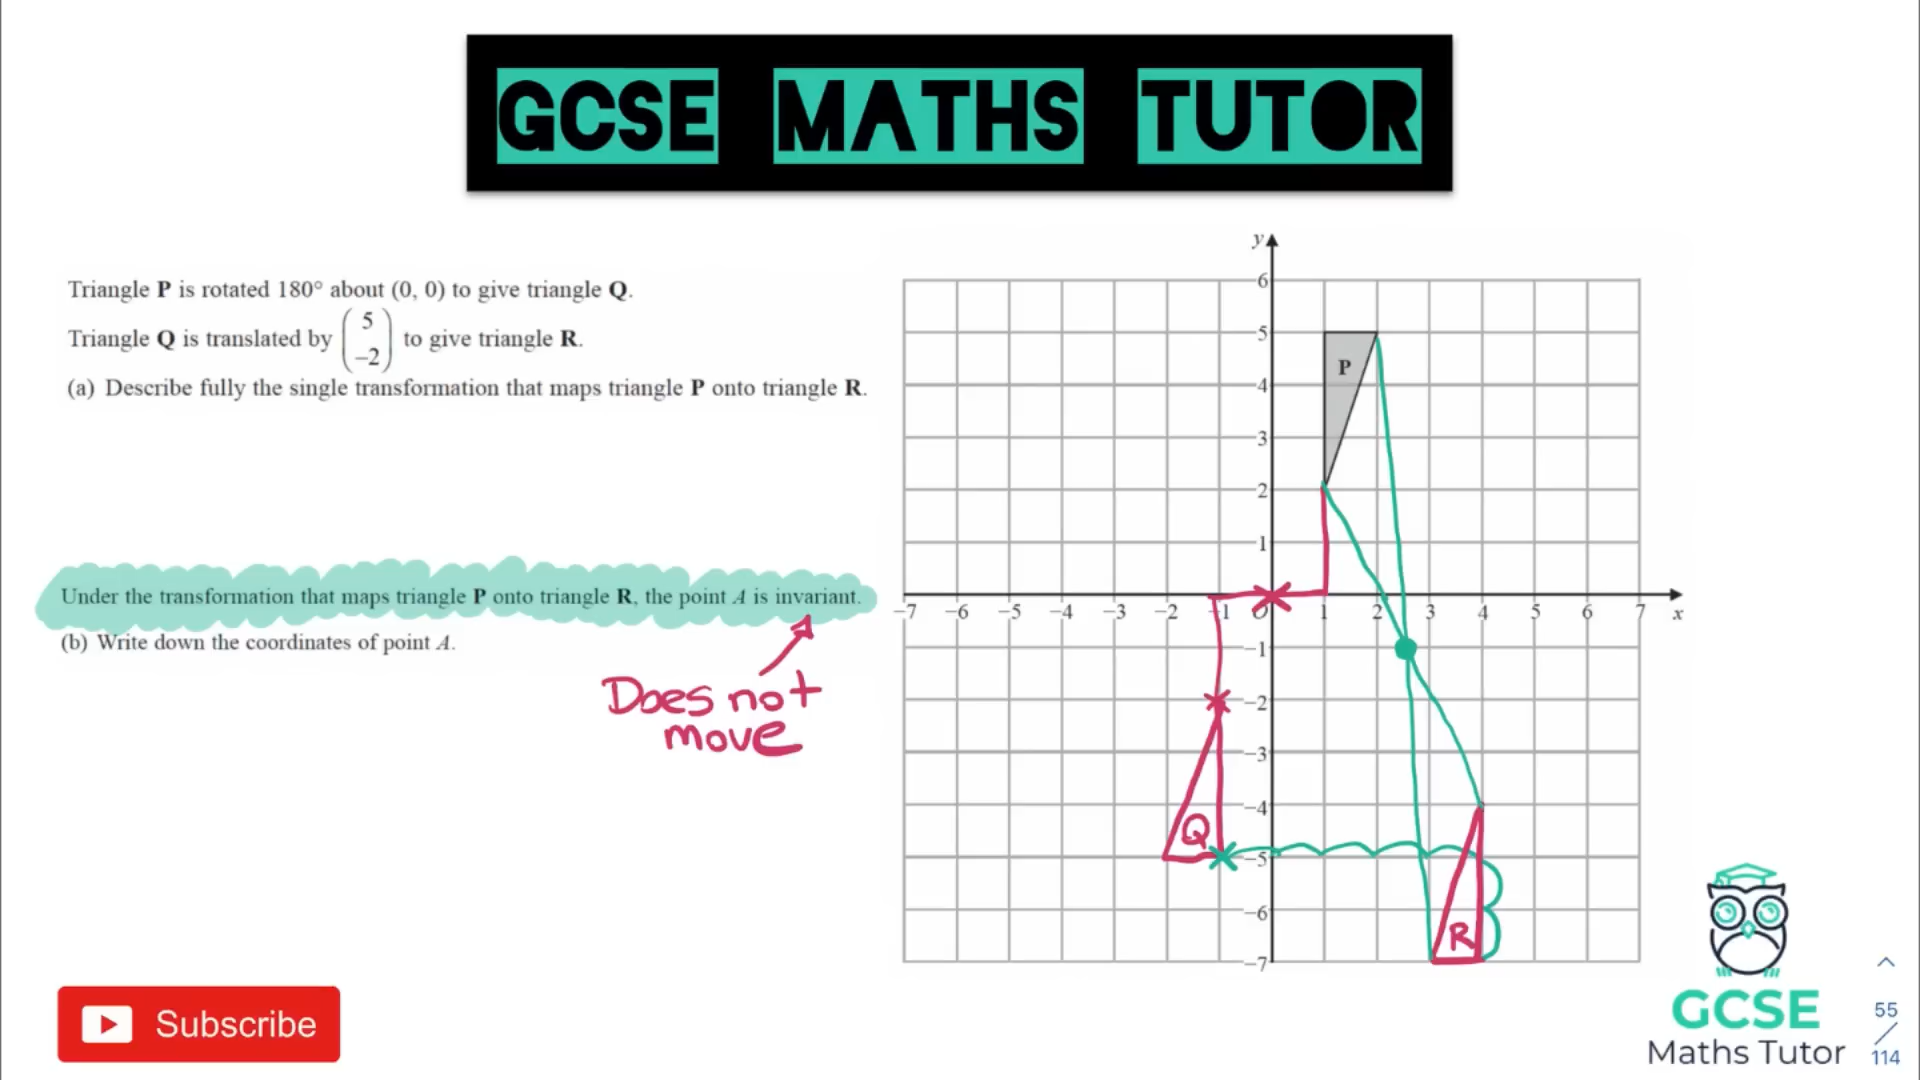 GCSE MATHS TUTOR
Triangle P is rotated 180° about (0, 0) to give triangle Q.
Triangle Q is translated by (5 −2) to give triangle R.
(a) Describe fully the single transformation that maps triangle P onto triangle R.
Under the transformation that maps triangle P onto triangle R, the point A is invariant.
(b) Write down the coordinates of point A.
Does not
move
y
6
5
P
4
3
2
1
−7 −6 −5 −4 −3 −2 −1 O 1 2 3 4 5 6 7 x
−1
−2
−3
−4
Q
−5
−6
R
−7
Subscribe
GCSE
Maths Tutor
55
/
114